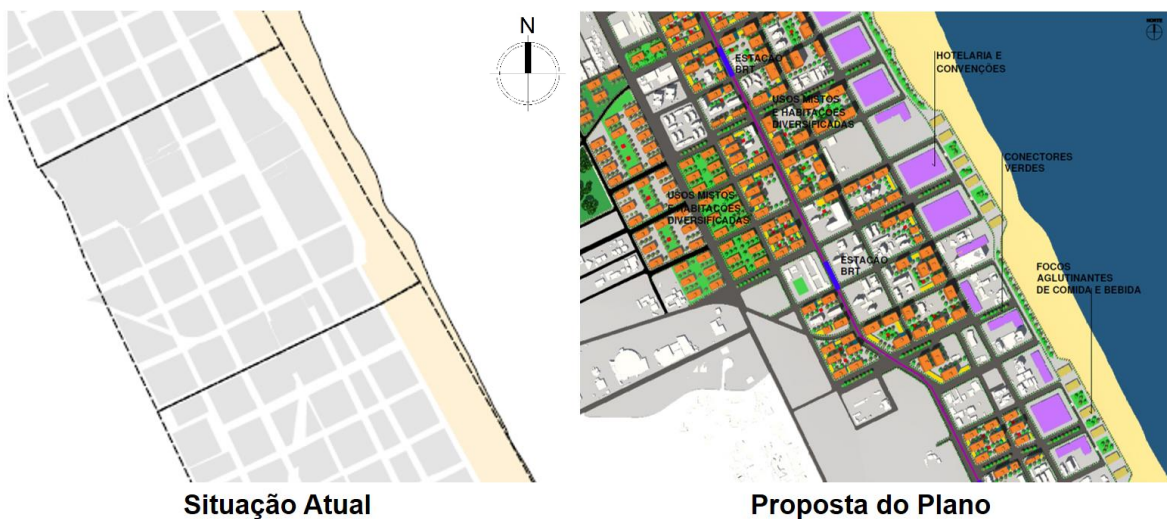 N
NORTE
HOTELARIA E
CONVENÇÕES
ESTAÇÃO
BRT
USOS MISTOS
E HABITAÇÕES
DIVERSIFICADAS
CONECTORES
VERDES
USOS MISTOS
E HABITAÇÕES
DIVERSIFICADAS
ESTAÇÃO
BRT
FOCOS
AGLUTINANTES
DE COMIDA E BEBIDA
Situação Atual
Proposta do Plano